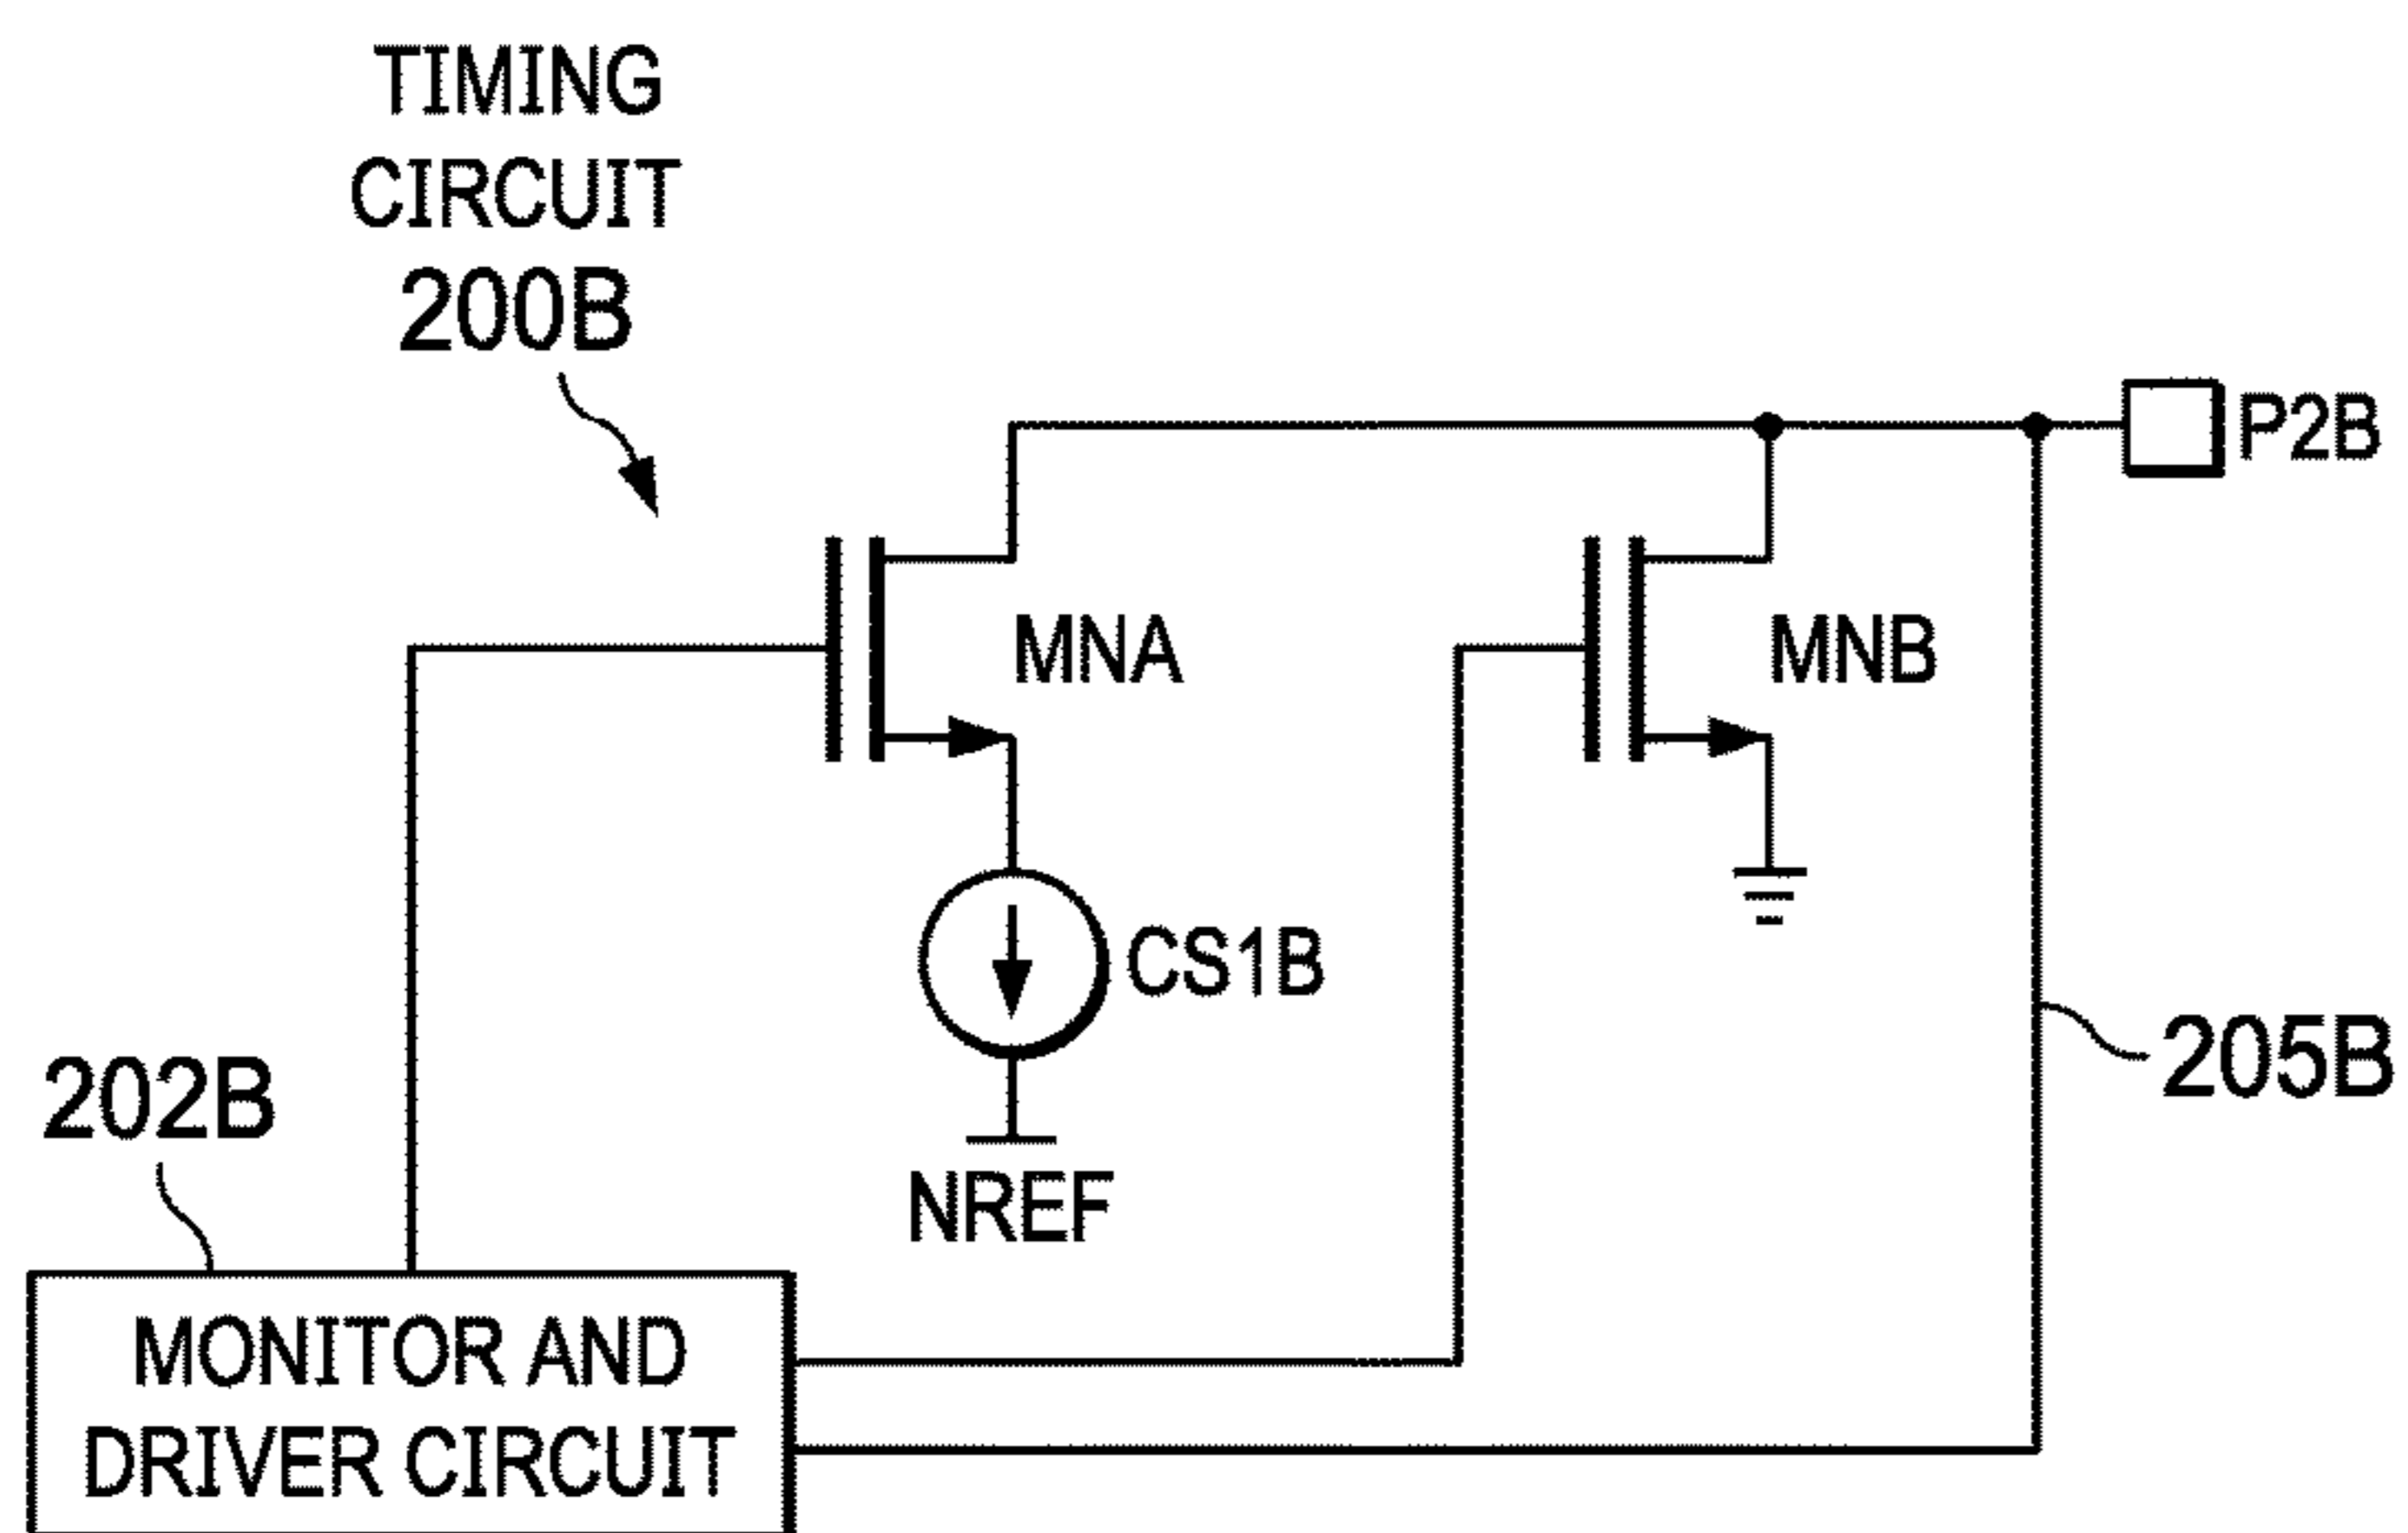 TIMING
CIRCUIT
200B
P2B
MNA
MNB
CS1B
205B
202B
NREF
MONITOR AND
DRIVER CIRCUIT